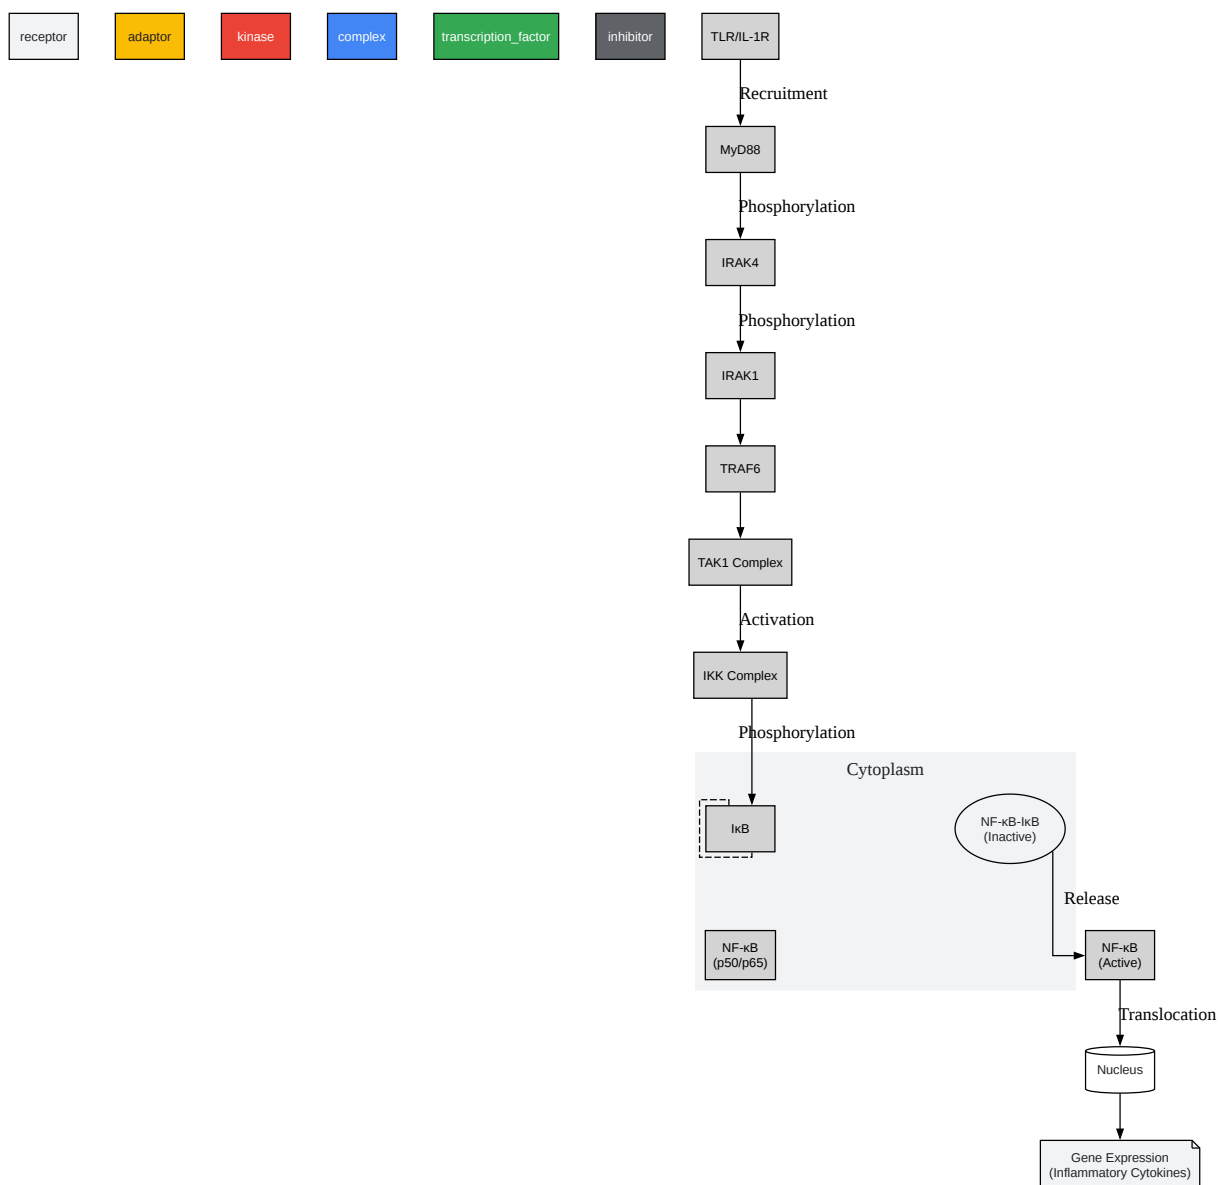 receptor
adaptor
kinase
complex
transcription_factor
inhibitor
TLR/IL-1R
Recruitment
MyD88
Phosphorylation
IRAK4
Phosphorylation
IRAK1
TRAF6
TAK1 Complex
Activation
IKK Complex
Phosphorylation
Cytoplasm
IκB
NF-κB-IκB
(Inactive)
Release
NF-κB
(p50/p65)
NF-κB
(Active)
Translocation
Nucleus
Gene Expression
(Inflammatory Cytokines)